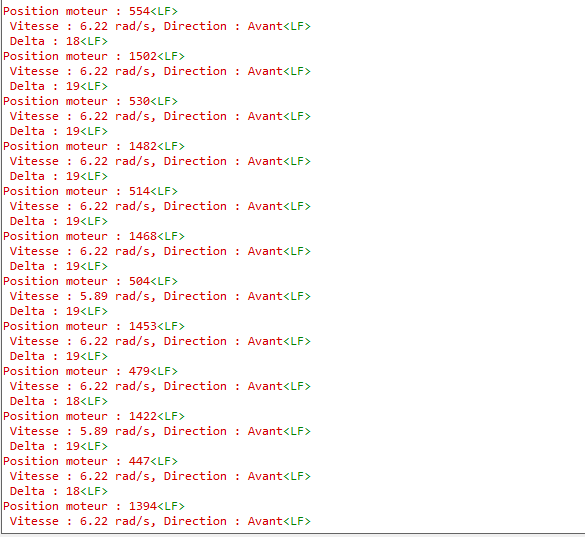 Position moteur : 554<LF>
Vitesse : 6.22 rad/s, Direction : Avant<LF>
Delta : 18<LF>
Position moteur : 1502<LF>
Vitesse : 6.22 rad/s, Direction : Avant<LF>
Delta : 19<LF>
Position moteur : 530<LF>
Vitesse : 6.22 rad/s, Direction : Avant<LF>
Delta : 19<LF>
Position moteur : 1482<LF>
Vitesse : 6.22 rad/s, Direction : Avant<LF>
Delta : 19<LF>
Position moteur : 514<LF>
Vitesse : 6.22 rad/s, Direction : Avant<LF>
Delta : 19<LF>
Position moteur : 1468<LF>
Vitesse : 6.22 rad/s, Direction : Avant<LF>
Delta : 19<LF>
Position moteur : 504<LF>
Vitesse : 5.89 rad/s, Direction : Avant<LF>
Delta : 19<LF>
Position moteur : 1453<LF>
Vitesse : 6.22 rad/s, Direction : Avant<LF>
Delta : 19<LF>
Position moteur : 479<LF>
Vitesse : 6.22 rad/s, Direction : Avant<LF>
Delta : 18<LF>
Position moteur : 1422<LF>
Vitesse : 5.89 rad/s, Direction : Avant<LF>
Delta : 19<LF>
Position moteur : 447<LF>
Vitesse : 6.22 rad/s, Direction : Avant<LF>
Delta : 18<LF>
Position moteur : 1394<LF>
Vitesse : 6.22 rad/s, Direction : Avant<LF>